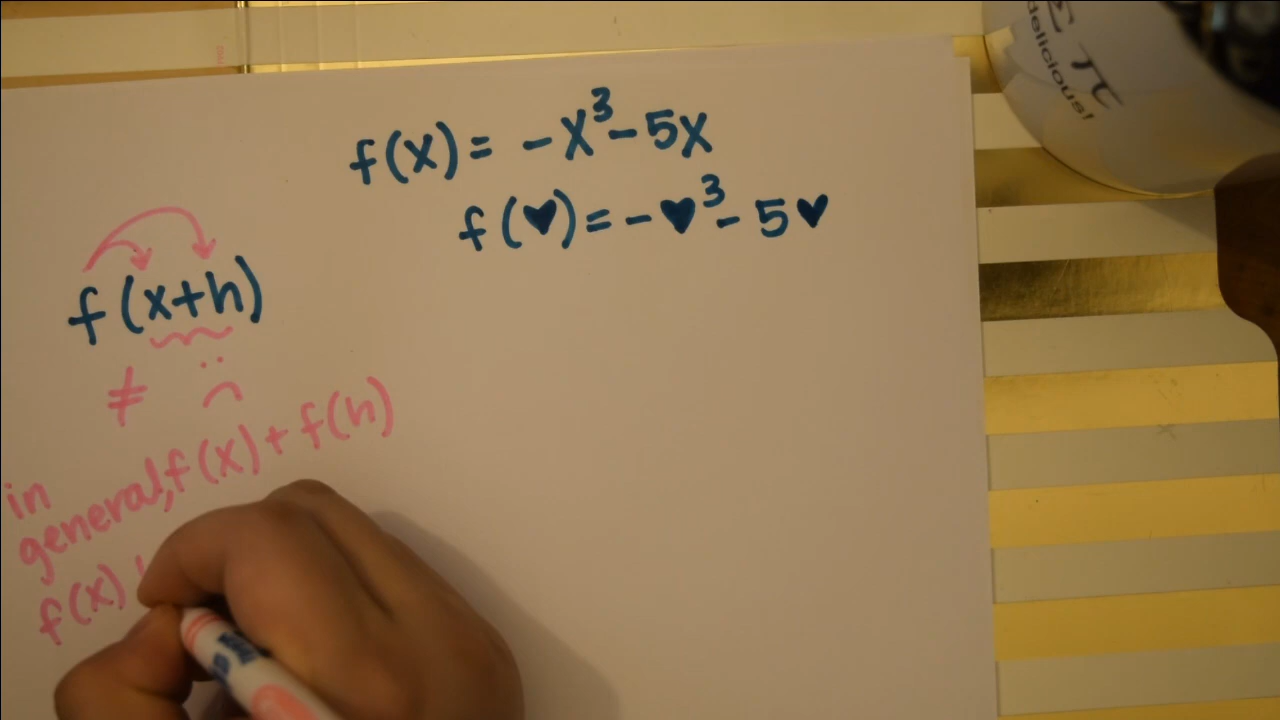 Σ π
delicious!
f(x) = -x³ - 5x
f(♥) = -♥³ - 5♥
f(x+h)
≠
in
general, f(x) + f(h)
f(x)